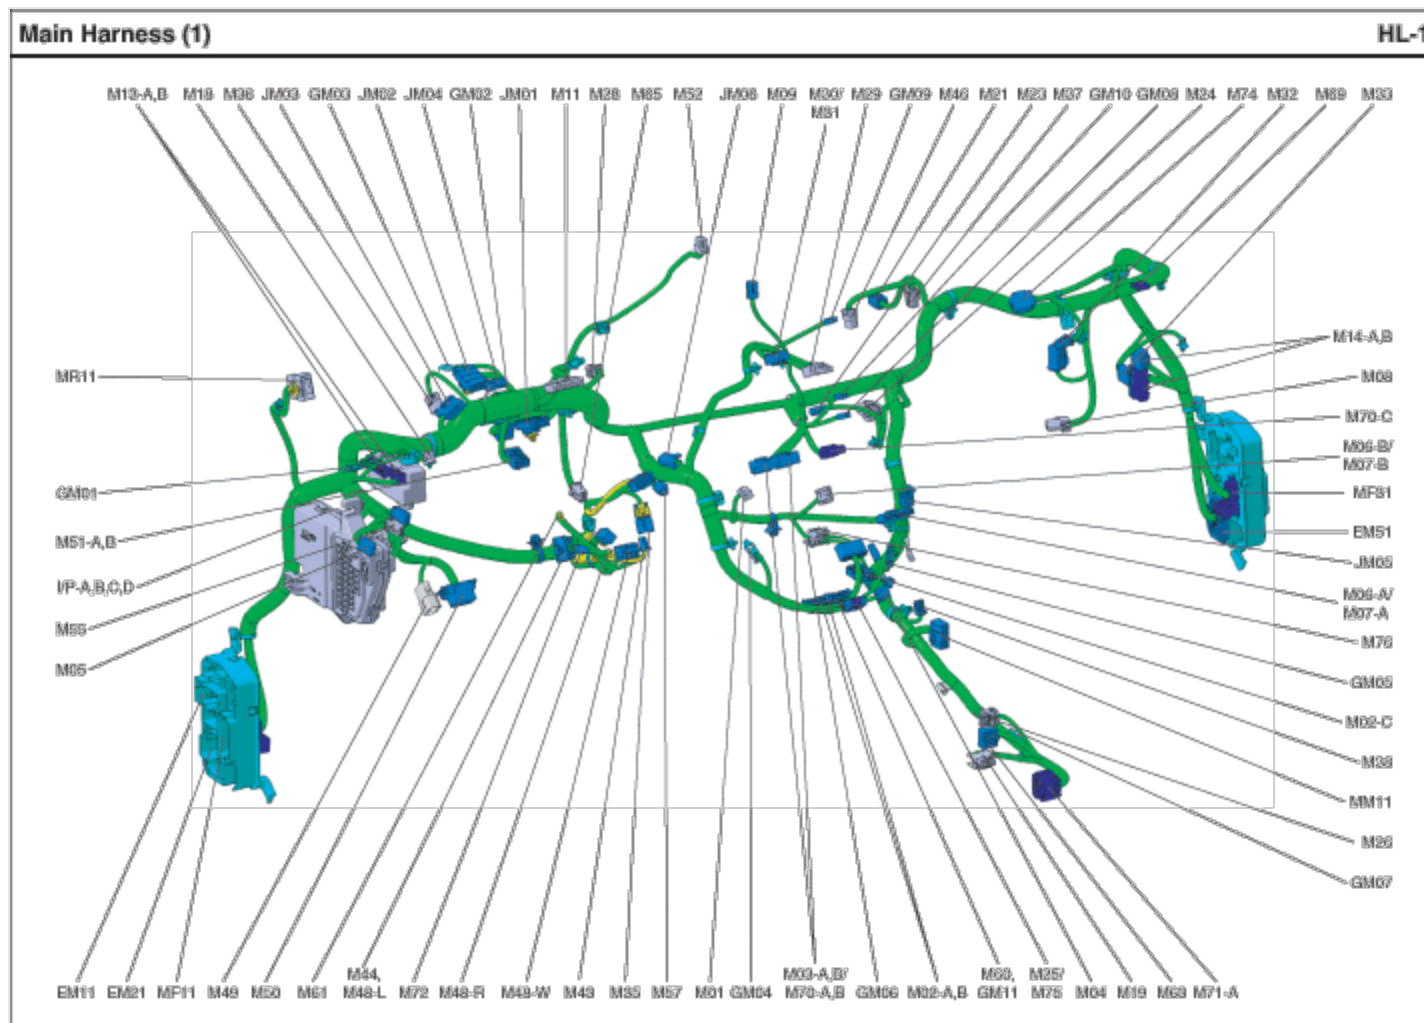 Main Harness (1)
HL-1
M13-A,B M18 M36 JM03 GM03 JM02 JM04 GM02 JM01 M11 M28 M65 M52 JM06 M09 M30/ M29 GM09 M46 M21 M23 M37 GM10 GM08 M24 M74 M32 M69 M33
M31
M14-A,B
MR11
M08
M70-C
M06-B/
M07-B
GM01
MF31
EM51
M51-A,B
JM05
I/P-A,B,C,D
M06-A/
M07-A
M55
M76
M05
GM05
M02-C
M38
MM11
M26
GM07
M44, M03-A,B/ M60, M25/
EM11 EM21 MF11 M49 M50 M61 M48-L M72 M48-R M48-W M43 M35 M57 M01 GM04 M70-A,B GM06 M02-A,B GM11 M75 M04 M19 M63 M71-A